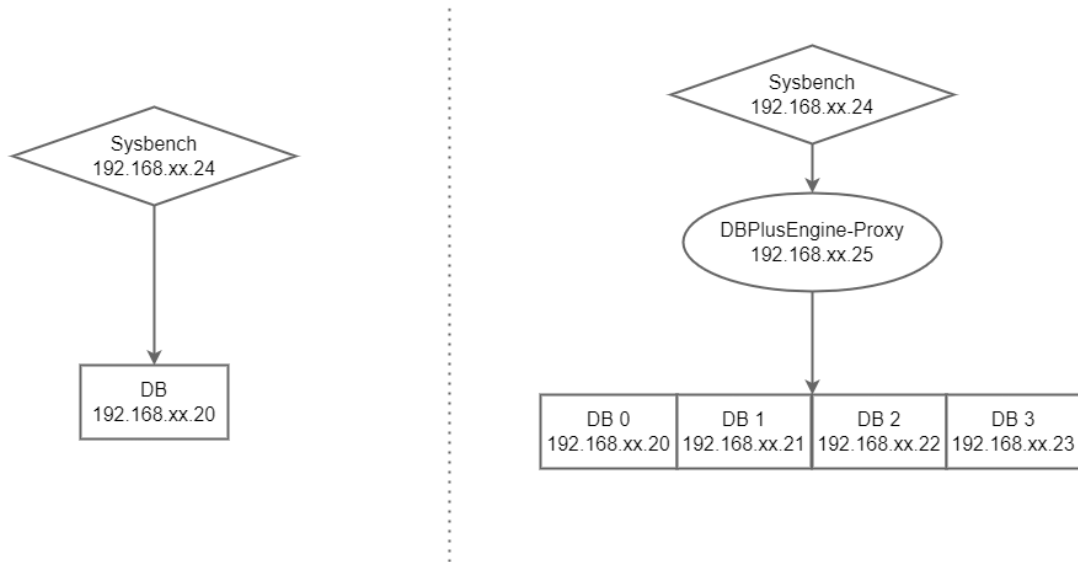 Sysbench
192.168.xx.24
DB
192.168.xx.20
Sysbench
192.168.xx.24
DBPlusEngine-Proxy
192.168.xx.25
DB 0
192.168.xx.20
DB 1
192.168.xx.21
DB 2
192.168.xx.22
DB 3
192.168.xx.23